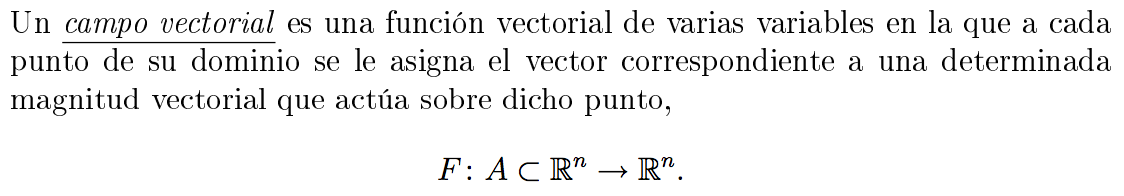 Un campo vectorial es una función vectorial de varias variables en la que a cada
punto de su dominio se le asigna el vector correspondiente a una determinada
magnitud vectorial que actúa sobre dicho punto,
F: A ⊂ ℝⁿ → ℝⁿ.